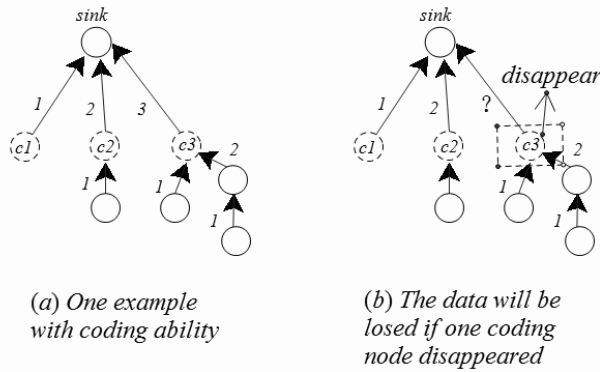 sink
1
2
3
c1
c2
c3
2
1
1
1
(a) One example
with coding ability
sink
disappear
1
2
?
c1
c2
c3
2
1
1
1
(b) The data will be
losed if one coding
node disappeared